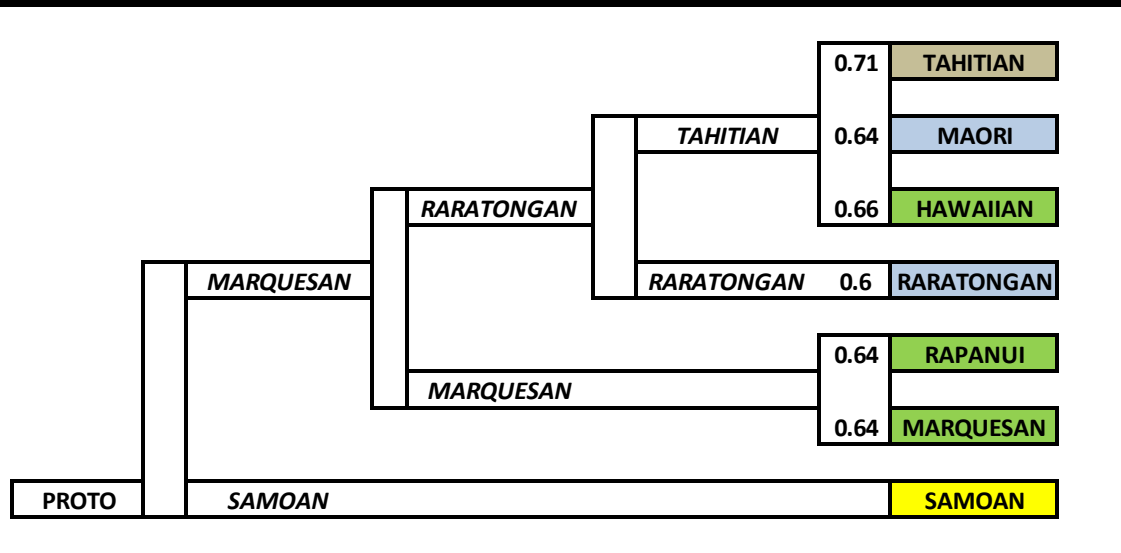 0.71 TAHITIAN
TAHITIAN 0.64 MAORI
RARATONGAN 0.66 HAWAIIAN
MARQUESAN RARATONGAN 0.6 RARATONGAN
0.64 RAPANUI
MARQUESAN
0.64 MARQUESAN
PROTO SAMOAN SAMOAN